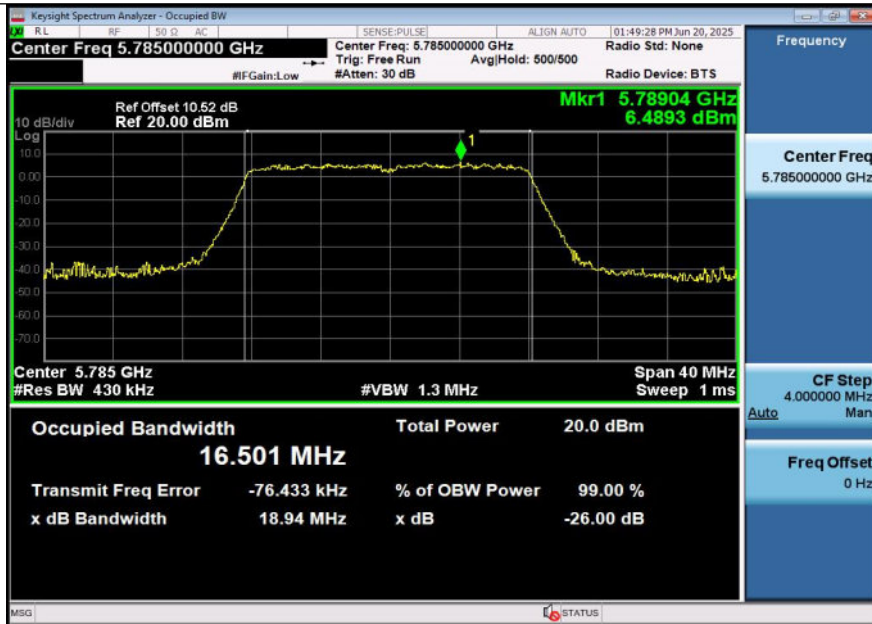 Keysight Spectrum Analyzer - Occupied BW
RL RF 50 Ω AC SENSE:PULSE ALIGN AUTO 01:49:28 PM Jun 20, 2025
Center Freq 5.785000000 GHz
Center Freq: 5.785000000 GHz Radio Std: None
Trig: Free Run Avg|Hold: 500/500
#IFGain:Low #Atten: 30 dB Radio Device: BTS
Frequency
Mkr1 5.78904 GHz
6.4893 dBm
Ref Offset 10.52 dB
10 dB/div Ref 20.00 dBm
Log
1
10.0
0.00
-10.0
-20.0
-30.0
-40.0
-50.0
-60.0
-70.0
Center 5.785 GHz Span 40 MHz
#Res BW 430 kHz #VBW 1.3 MHz Sweep 1 ms
Occupied Bandwidth Total Power 20.0 dBm
16.501 MHz
Transmit Freq Error -76.433 kHz % of OBW Power 99.00 %
x dB Bandwidth 18.94 MHz x dB -26.00 dB
Center Freq
5.785000000 GHz
CF Step
4.000000 MHz
Auto Man
Freq Offset
0 Hz
MSG STATUS